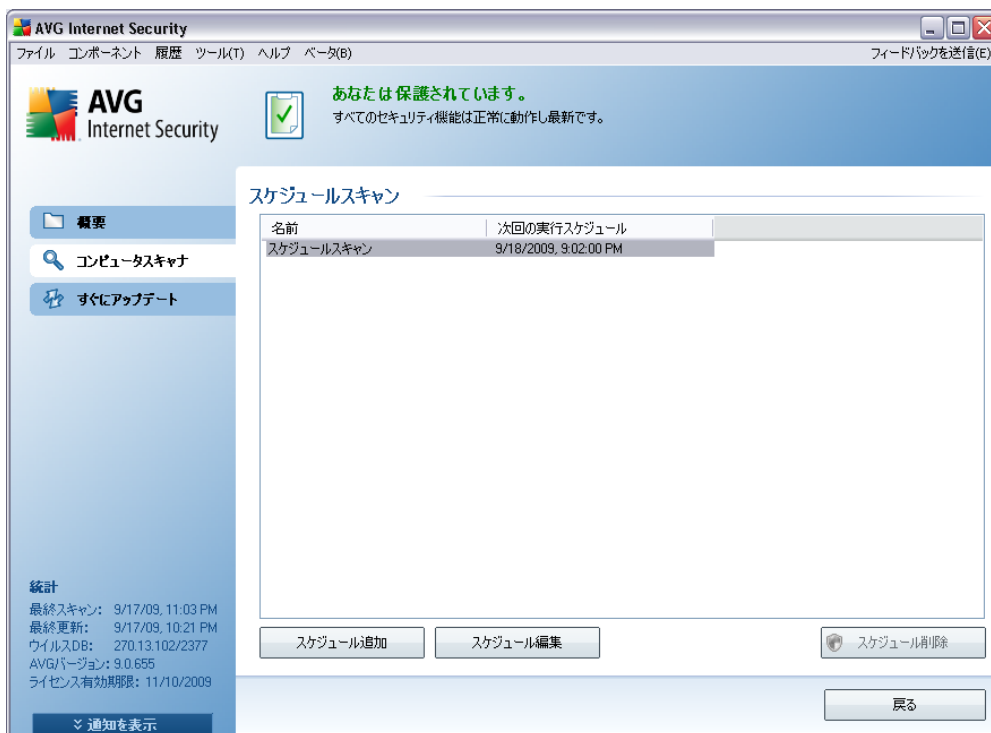 AVG Internet Security
ファイル コンポーネント 履歴 ツール(T) ヘルプ ベータ(B) フィードバックを送信(E)
AVG
Internet Security
あなたは保護されています。
すべてのセキュリティ機能は正常に動作し最新です。
概要
コンピュータスキャナ
すぐにアップデート
スケジュールスキャン
名前 次回の実行スケジュール
スケジュールスキャン 9/18/2009, 9:02:00 PM
統計
最終スキャン: 9/17/09, 11:03 PM
最終更新: 9/17/09, 10:21 PM
ウイルスDB: 270.13.102/2377
AVGバージョン: 9.0.655
ライセンス有効期限: 11/10/2009
通知を表示
スケジュール追加 スケジュール編集 スケジュール削除
戻る